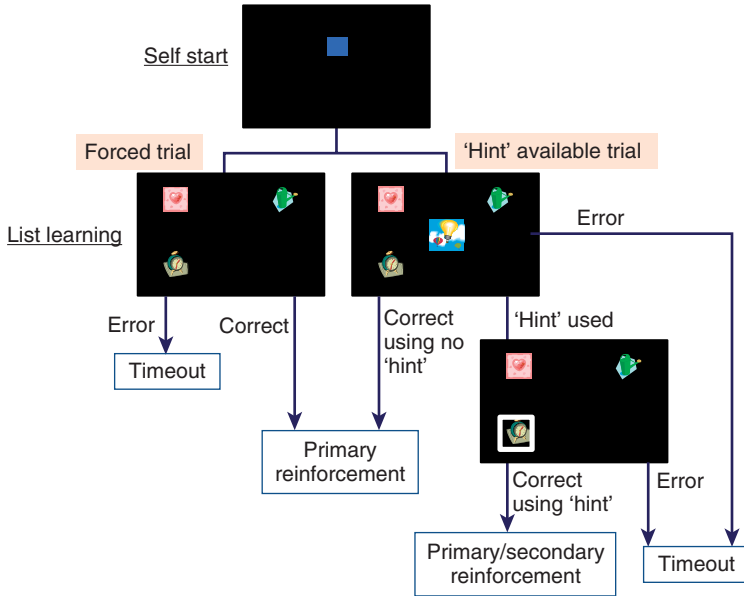 Self start
Forced trial
‘Hint’ available trial
List learning
Error
Error
Correct
Correct
using no
‘hint’
‘Hint’ used
Timeout
Primary
reinforcement
Correct
using ‘hint’
Error
Primary/secondary
reinforcement
Timeout